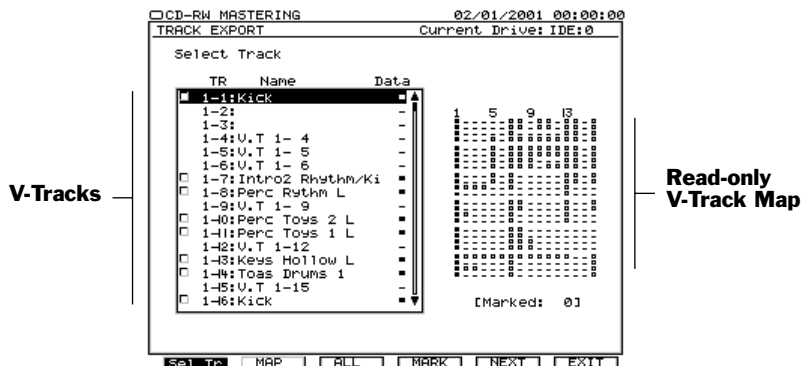 CD-RW MASTERING 02/01/2001 00:00:00
TRACK EXPORT Current Drive:IDE:0
Select Track
TR Name Data
1-1:Kick
1-2:
1-3:
1-4:V.T 1- 4
1-5:V.T 1- 5
1-6:V.T 1- 6
1-7:Intro2 Rhythm/Ki
1-8:Perc Rythm L
1-9:V.T 1- 9
1-10:Perc Toys 2 L
1-11:Perc Toys 1 L
1-12:V.T 1-12
1-13:Keys Hollow L
1-14:Toas Drums 1
1-15:V.T 1-15
1-16:Kick
1 5 9 13
[Marked: 0]
V-Tracks
Read-only
V-Track Map
Sel Tr MAP ALL MARK NEXT EXIT